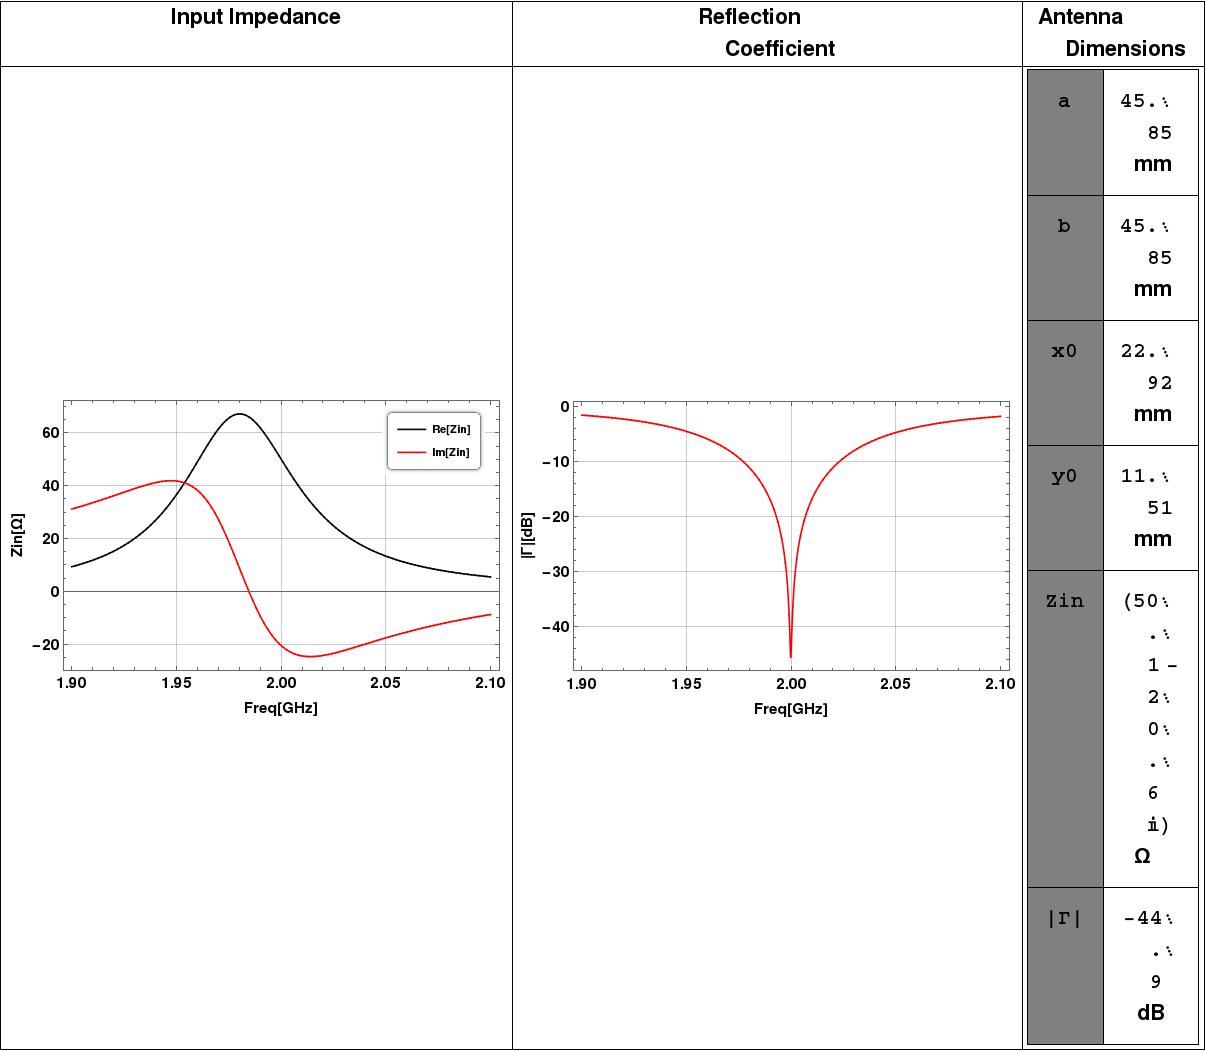 Input Impedance
Reflection
Coefficient
Antenna
Dimensions
60
40
20
0
−20
1.90
1.95
2.00
2.05
2.10
Zin[Ω]
Freq[GHz]
Re[Zin]
Im[Zin]
0
−10
−20
−30
−40
1.90
1.95
2.00
2.05
2.10
|Γ|[dB]
Freq[GHz]
a
45.⋱
85
mm
b
45.⋱
85
mm
x0
22.⋱
92
mm
y0
11.⋱
51
mm
Zin
(50⋱
.⋱
1 −
2⋱
0⋱
.⋱
6
ⅈ)
Ω
|Γ|
-44⋱
.⋱
9
dB